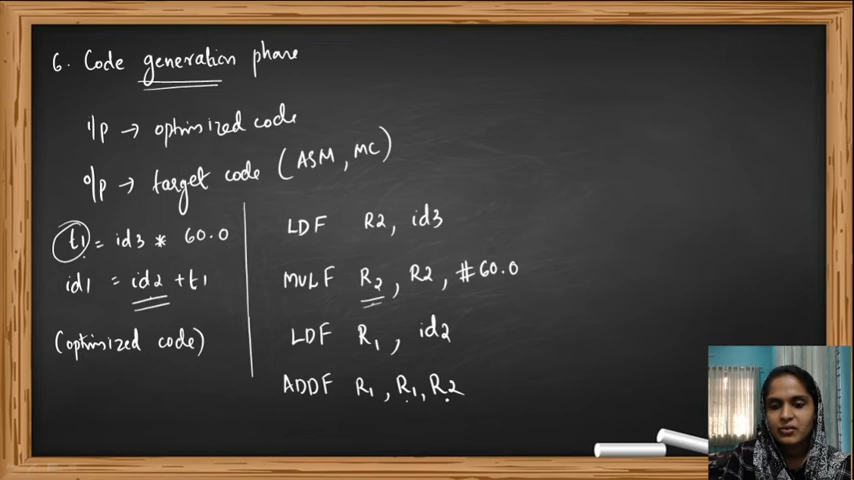 6. Code generation phase
i/p → optimized code
o/p → target code (ASM, MC)
t1 = id3 * 60.0
id1 = id2 + t1
(optimized code)
LDF R2, id3
MULF R2, R2, #60.0
LDF R1, id2
ADDF R1, R1, R2